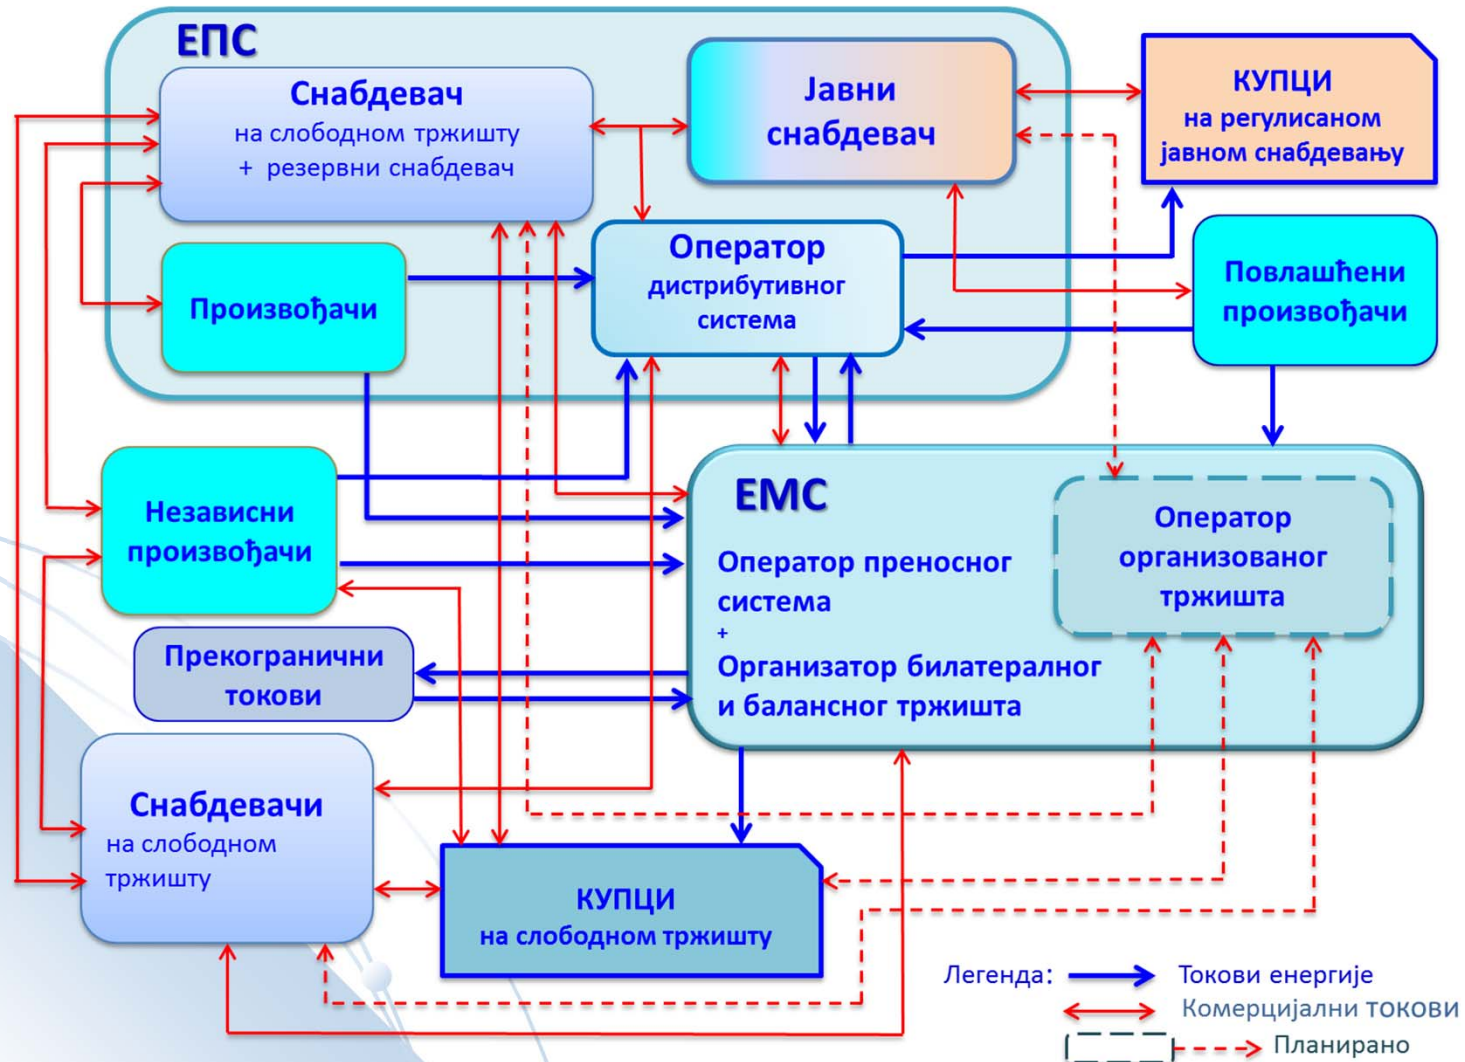 ЕПС
Снабдевач
на слободном тржишту
+ резервни снабдевач
Јавни
снабдевач
КУПЦИ
на регулисаном
јавном снабдевању
Произвођачи
Оператор
дистрибутивног
система
Повлашћени
произвођачи
Независни
произвођачи
ЕМС
Оператор преносног
система
+
Организатор билатералног
и балансног тржишта
Оператор
организованог
тржишта
Прекогранични
токови
Снабдевачи
на слободном
тржишту
КУПЦИ
на слободном тржишту
Легенда:
Токови енергије
Комерцијални токови
Планирано